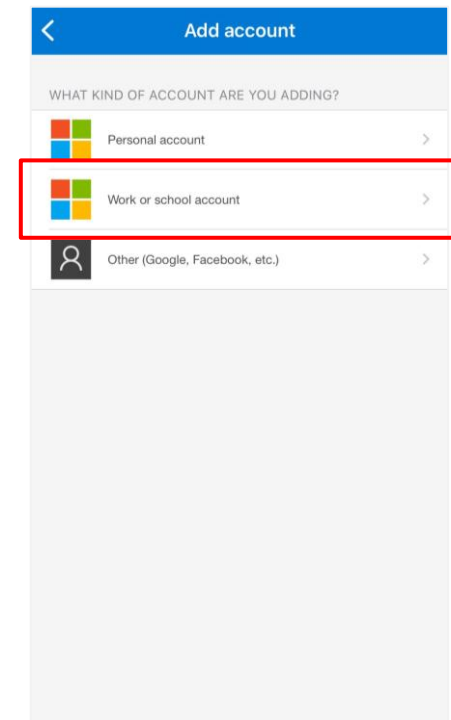 Add account
WHAT KIND OF ACCOUNT ARE YOU ADDING?
Personal account
Work or school account
Other (Google, Facebook, etc.)